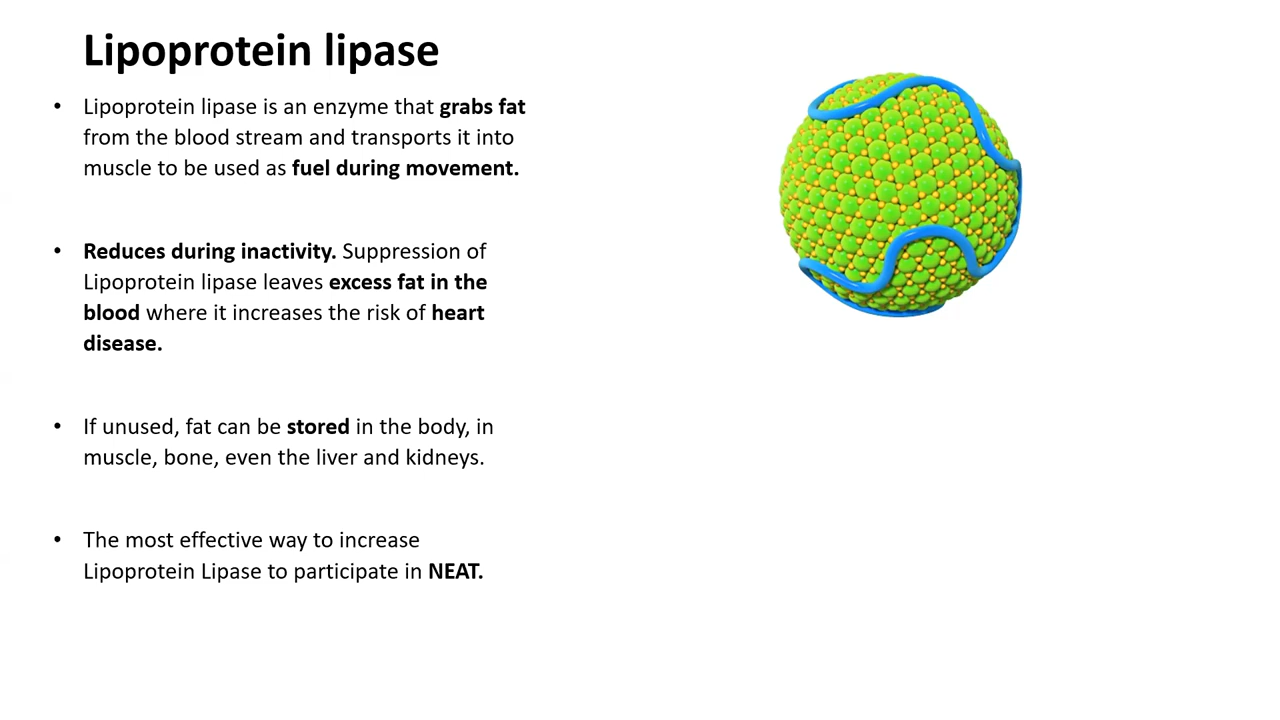 Lipoprotein lipase
• Lipoprotein lipase is an enzyme that grabs fat
from the blood stream and transports it into
muscle to be used as fuel during movement.
• Reduces during inactivity. Suppression of
Lipoprotein lipase leaves excess fat in the
blood where it increases the risk of heart
disease.
• If unused, fat can be stored in the body, in
muscle, bone, even the liver and kidneys.
• The most effective way to increase
Lipoprotein Lipase to participate in NEAT.